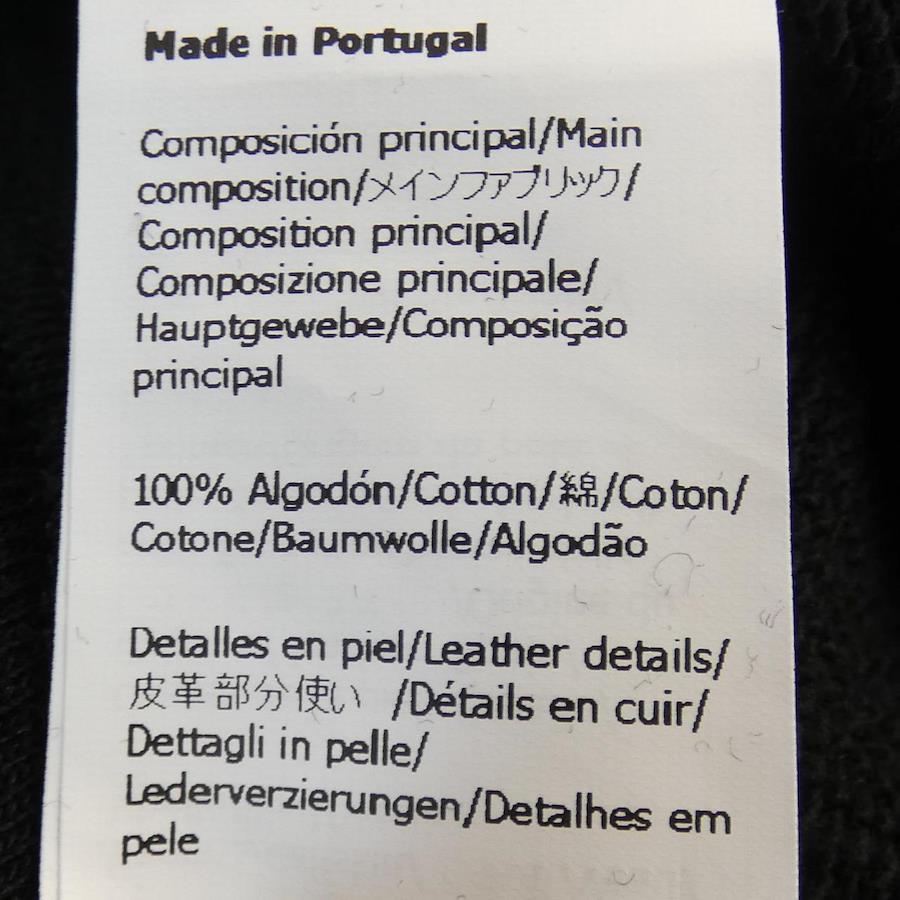 Made in Portugal
Composición principal/Main
composition/メインファブリック/
Composition principal/
Composizione principale/
Hauptgewebe/Composição
principal
100% Algodón/Cotton/綿/Coton/
Cotone/Baumwolle/Algodão
Detalles en piel/Leather details/
皮革部分使い /Détails en cuir/
Dettagli in pelle/
Lederverzierungen/Detalhes em
pele